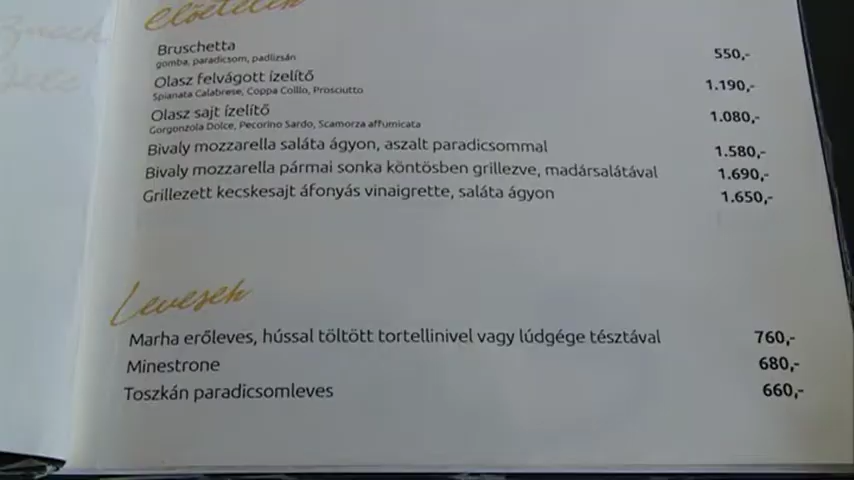 Előételek
Bruschetta 550,-
gomba, paradicsom, padlizsán
Olasz felvágott ízelítő 1.190,-
Spianata Calabrese, Coppa Collio, Prosciutto
Olasz sajt ízelítő 1.080,-
Gorgonzola Dolce, Pecorino Sardo, Scamorza affumicata
Bivaly mozzarella saláta ágyon, aszalt paradicsommal 1.580,-
Bivaly mozzarella pármai sonka köntösben grillezve, madársalátával 1.690,-
Grillezett kecskesajt áfonyás vinaigrette, saláta ágyon 1.650,-
Levesek
Marha erőleves, hússal töltött tortellinivel vagy lúdgége tésztával 760,-
Minestrone 680,-
Toszkán paradicsomleves 660,-